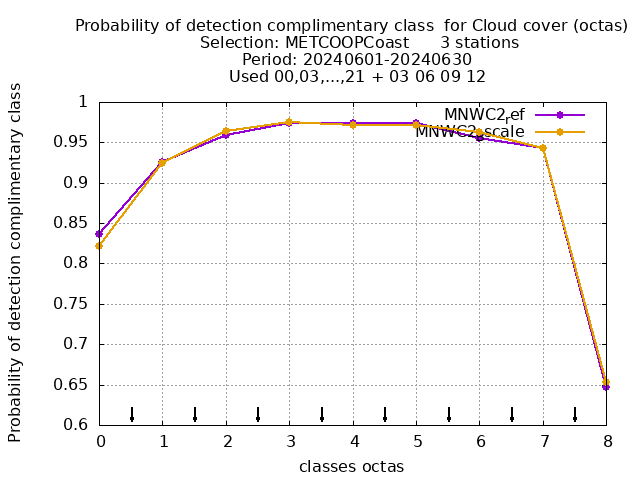 Probability of detection complimentary class  for Cloud cover (octas)
Selection: METCOOPCoast      3 stations
Period: 20240601-20240630
Used 00,03,...,21 + 03 06 09 12
Probability of detection complimentary class
1
0.95
0.9
0.85
0.8
0.75
0.7
0.65
0.6
MNWC2_ref
MNWC2_scale
0 1 2 3 4 5 6 7 8
classes octas